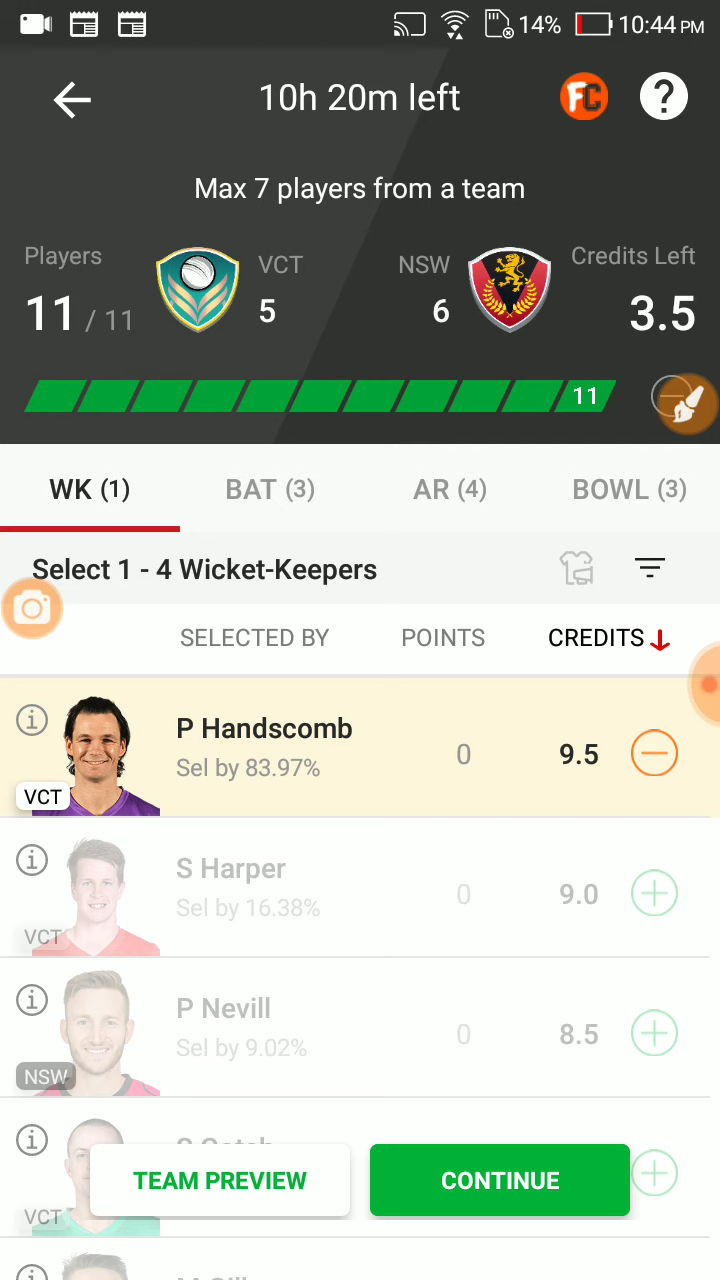 14% 10:44 PM
10h 20m left FC ?
Max 7 players from a team
Players VCT NSW Credits Left
11 / 11 5 6 3.5
11
WK (1) BAT (3) AR (4) BOWL (3)
Select 1 - 4 Wicket-Keepers
SELECTED BY POINTS CREDITS
P Handscomb
Sel by 83.97% 0 9.5
VCT
S Harper
Sel by 16.38% 0 9.0
VCT
P Nevill
Sel by 9.02% 0 8.5
NSW
TEAM PREVIEW CONTINUE
VCT